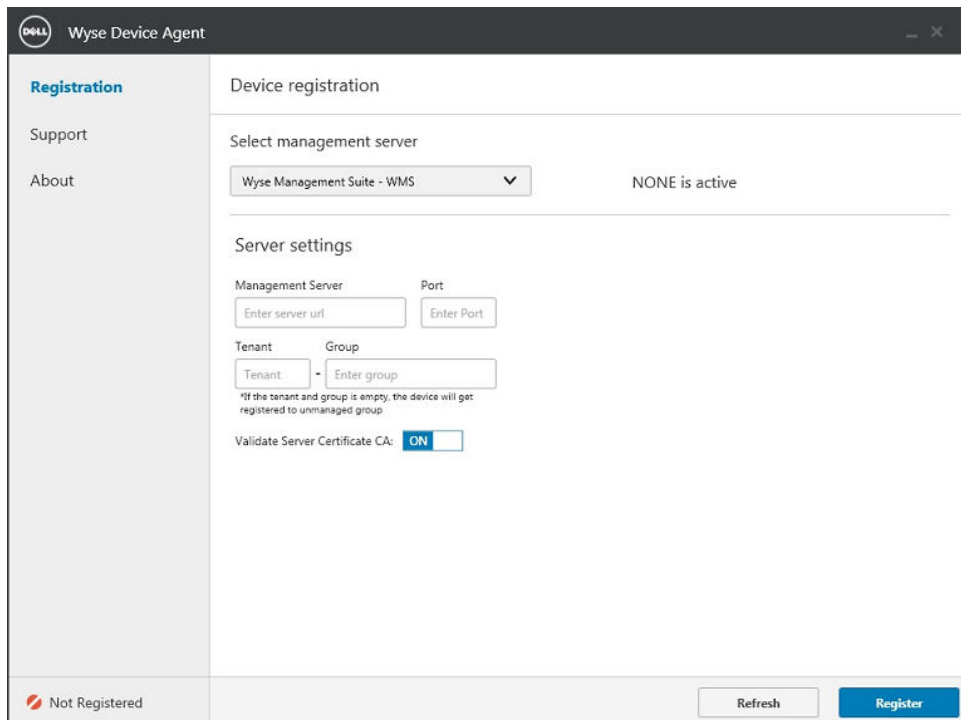 DELL
Wyse Device Agent
Registration
Support
About
Device registration
Select management server
Wyse Management Suite - WMS
NONE is active
Server settings
Management Server
Port
Enter server url
Enter Port
Tenant
Group
Tenant
-
Enter group
*If the tenant and group is empty, the device will get
registered to unmanaged group
Validate Server Certificate CA:
ON
Not Registered
Refresh
Register